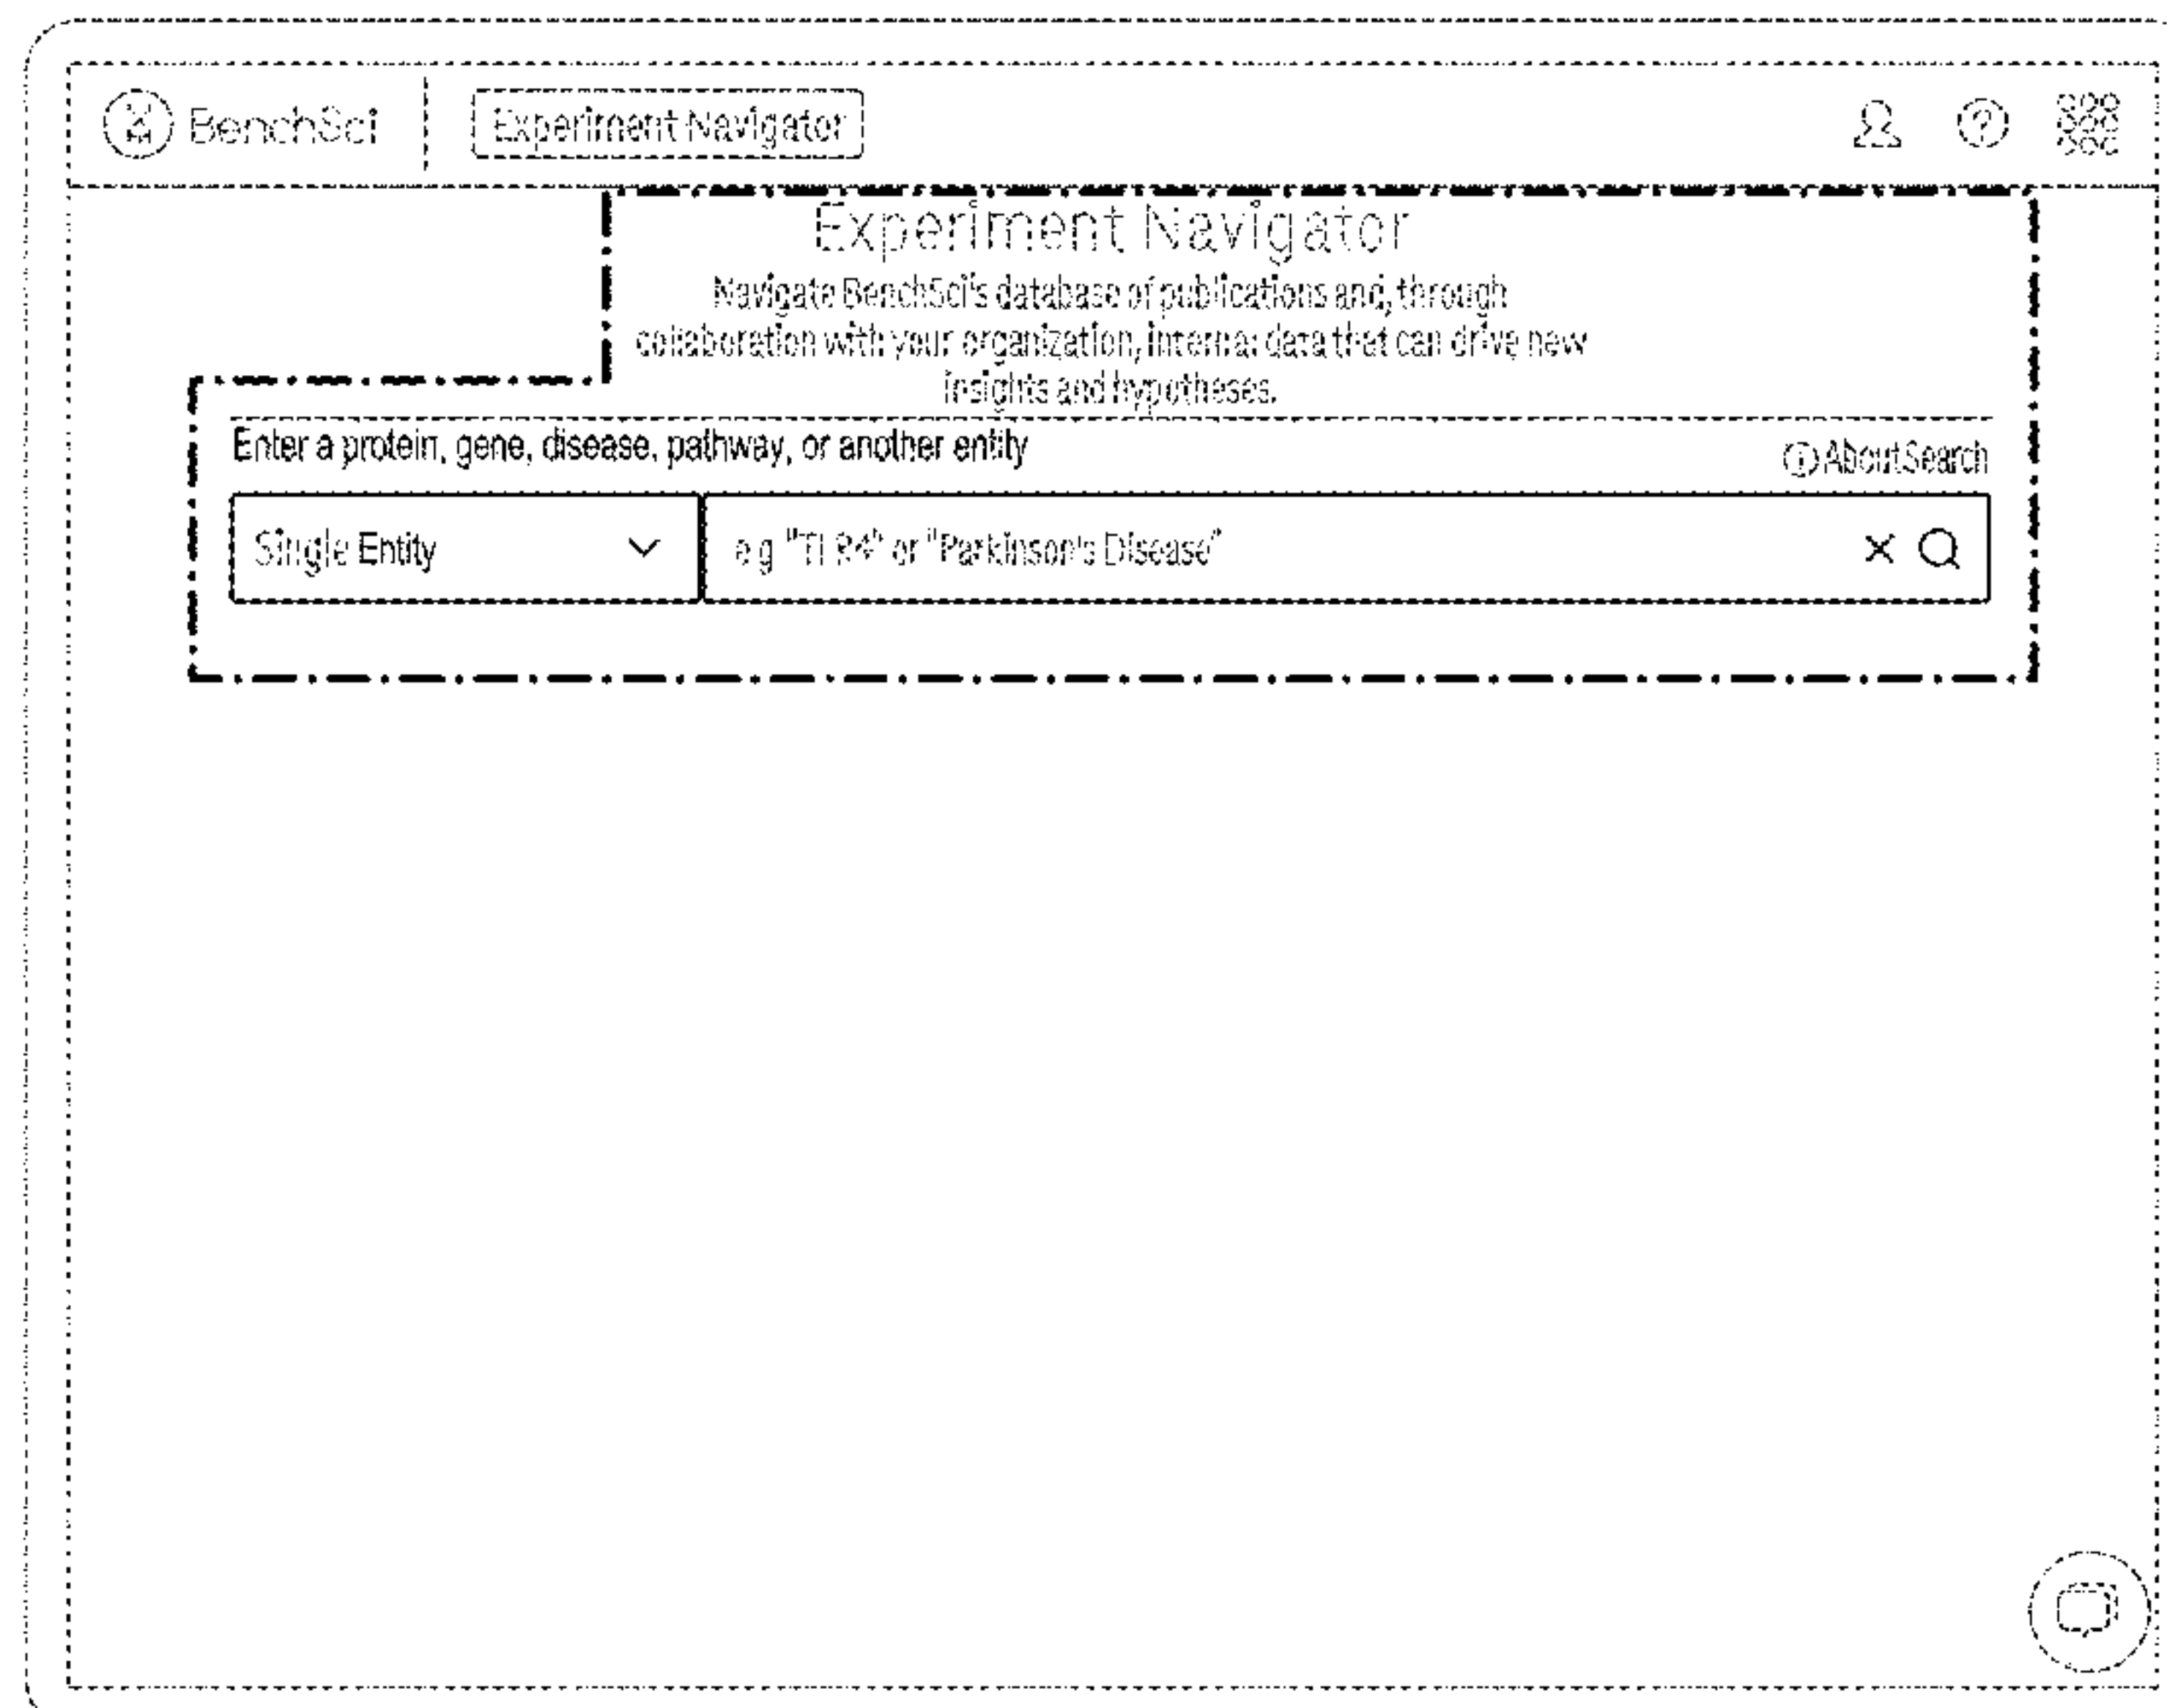 BenchSci
Experiment Navigator
Experiment Navigator
Navigate BenchSci's database of publications and, through
collaboration with your organization, internal data that can drive new
insights and hypotheses.
Enter a protein, gene, disease, pathway, or another entity
About Search
Single Entity
e.g "TLR4" or "Parkinson's Disease"